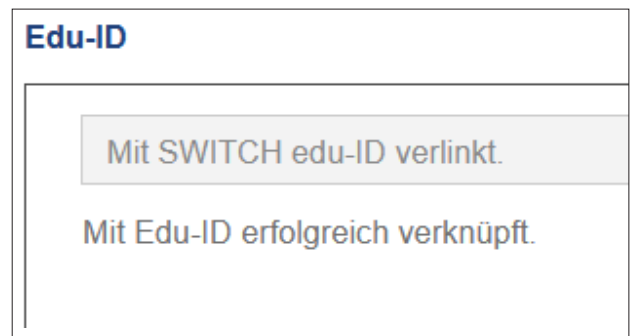 Edu-ID
Mit SWITCH edu-ID verlinkt.
Mit Edu-ID erfolgreich verknüpft.